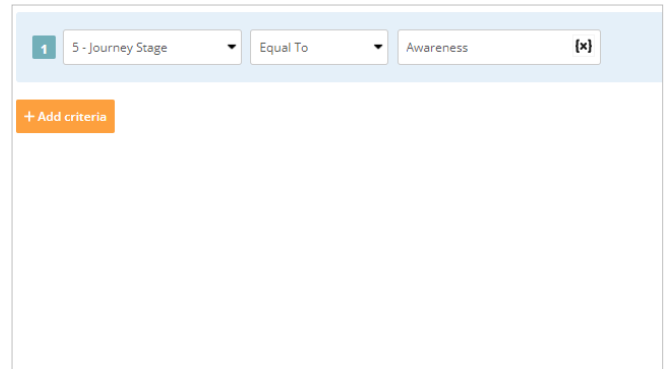 1 5 - Journey Stage Equal To Awareness {x}
+ Add criteria